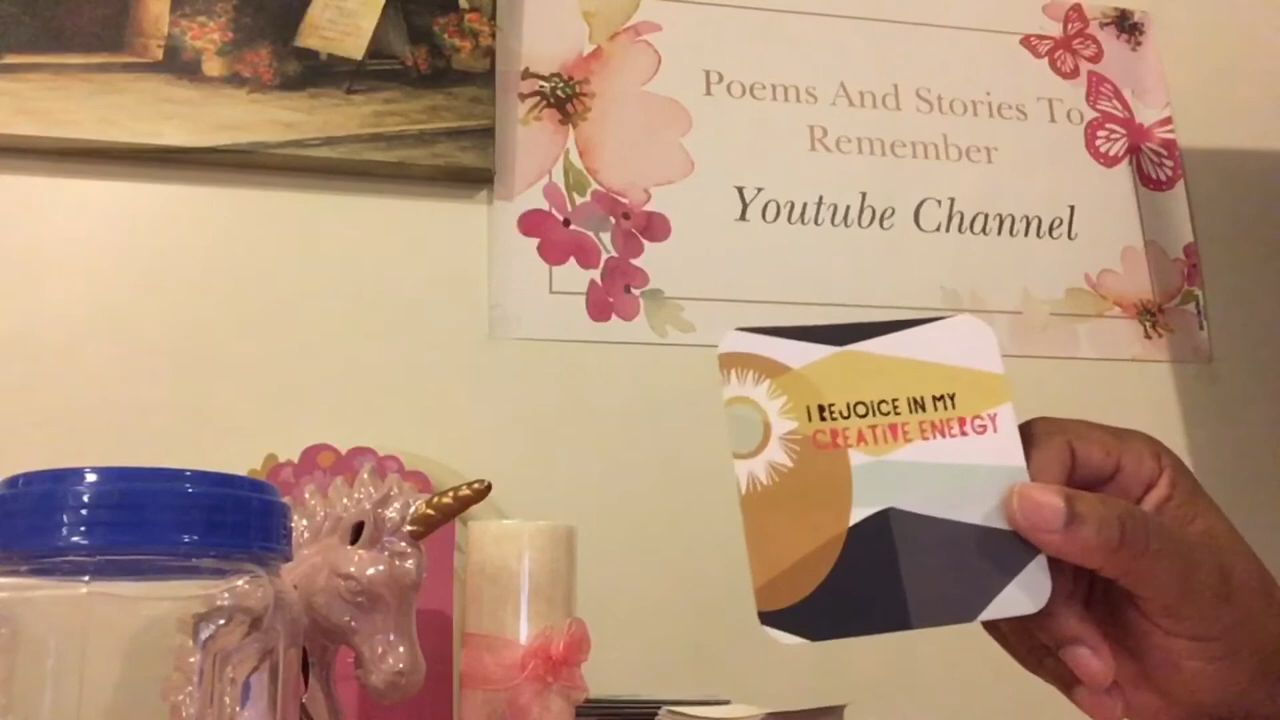 Poems And Stories To
Remember
Youtube Channel
I REJOICE IN MY
CREATIVE ENERGY